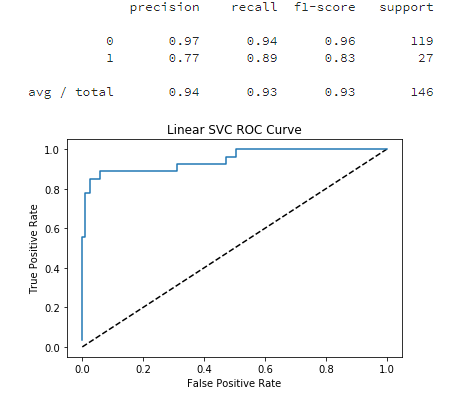 precision recall f1-score support
0 0.97 0.94 0.96 119
1 0.77 0.89 0.83 27
avg / total 0.94 0.93 0.93 146
Linear SVC ROC Curve
1.0
0.8
0.6
0.4
0.2
0.0
True Positive Rate
0.0 0.2 0.4 0.6 0.8 1.0
False Positive Rate